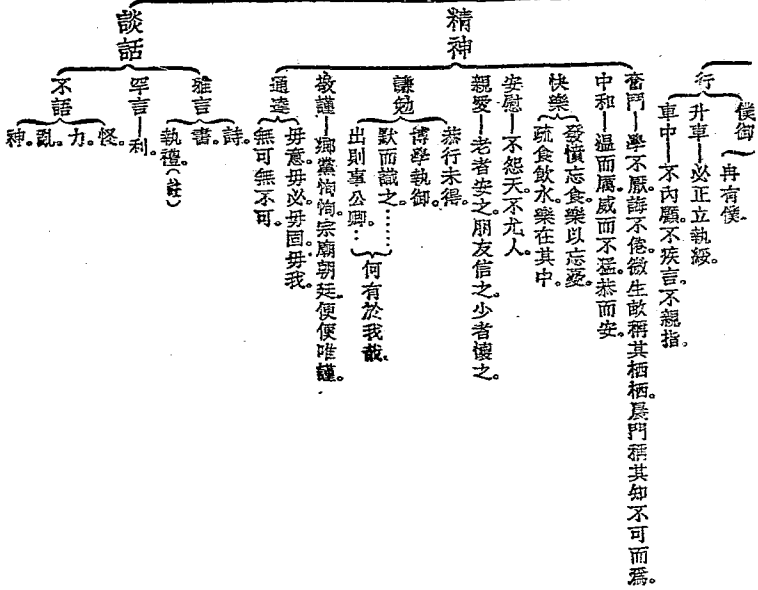 行
僕御
冉有僕。
升車
必正立執綏。
車中
不內顧。不疾言。不親指。
精神
奮鬥
學不厭。誨不倦。微生畝稱其栖栖。晨門稱其知不可而為。
中和
溫而厲。威而不猛。恭而安。
快樂
發憤忘食。樂以忘憂。
疏食飲水。樂在其中。
安慰
不怨天。不尤人。
親愛
老者安之。朋友信之。少者懷之。
謙勉
恭行未得。
博學執御。
默而識之……
出則事公卿…
何有於我哉。
敬謹
鄉黨恂恂。宗廟朝廷。便便唯謹。
通達
毋意。毋必。毋固。毋我。
無可無不可。
談話
雅言
詩。
書。
執禮。(註)
罕言
利。
不語
怪。
力。
亂。
神。